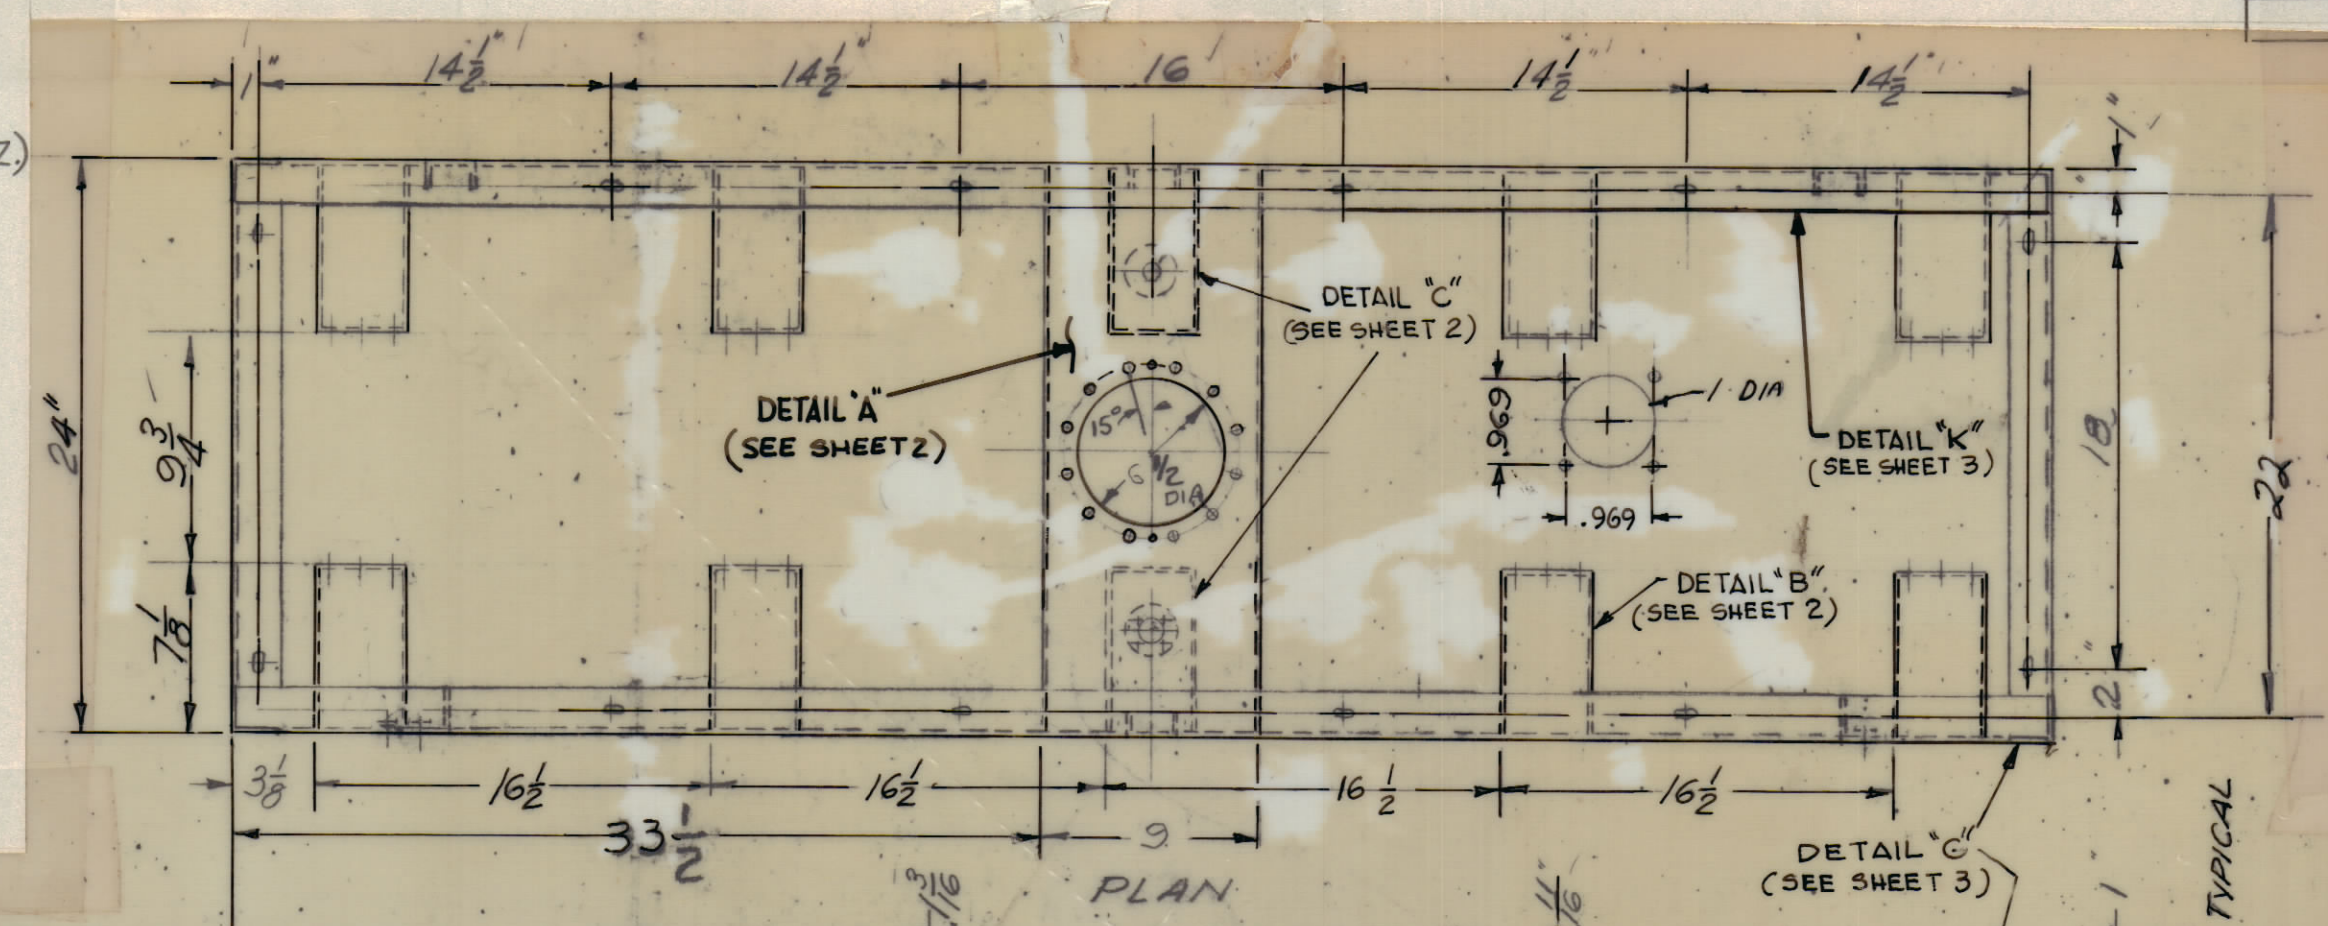 1"
14 1/2"
14 1/2"
16
14 1/2"
14 1/2"
1"
24"
9 3/4
7 1/8
DETAIL "A"
(SEE SHEET 2)
DETAIL "C"
(SEE SHEET 2)
15°
6 1/2
DIA
.969
1 DIA
.969
DETAIL "K"
(SEE SHEET 3)
DETAIL "B"
(SEE SHEET 2)
18
22
2"
3 1/8
16 1/2
16 1/2
16 1/2
16 1/2
33 1/2
9
PLAN
1 3/16
11/16"
DETAIL "G"
(SEE SHEET 3)
1"
TYPICAL